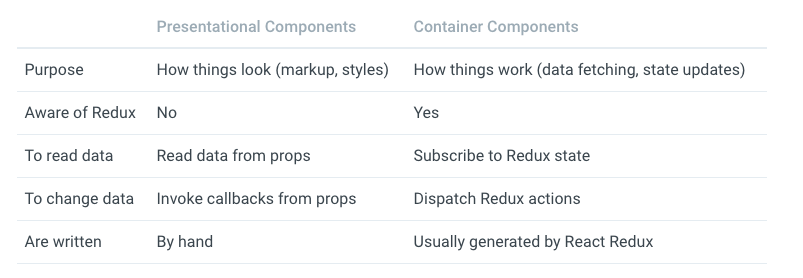 Presentational Components Container Components
Purpose How things look (markup, styles) How things work (data fetching, state updates)
Aware of Redux No Yes
To read data Read data from props Subscribe to Redux state
To change data Invoke callbacks from props Dispatch Redux actions
Are written By hand Usually generated by React Redux